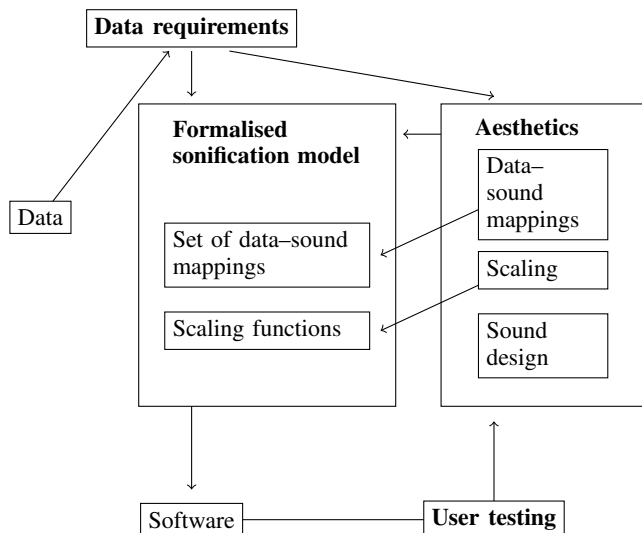 Data requirements
Formalised
sonification model
Aesthetics
Data–
sound
mappings
Data
Set of data–sound
mappings
Scaling
Scaling functions
Sound
design
Software
User testing